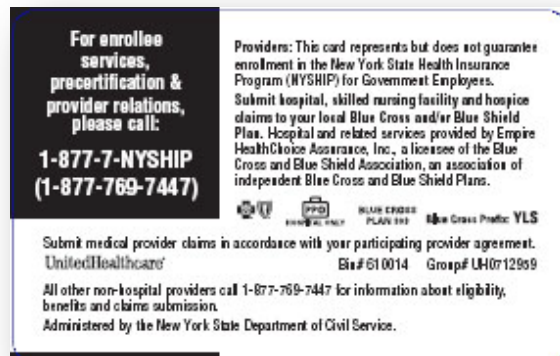 For enrollee
services,
precertification &
provider relations,
please call:
1-877-7-NYSHIP
(1-877-769-7447)
Providers: This card represents but does not guarantee
enrollment in the New York State Health Insurance
Program (NYSHIP) for Government Employees.
Submit hospital, skilled nursing facility and hospice
claims to your local Blue Cross and/or Blue Shield
Plan. Hospital and related services provided by Empire
HealthChoice Assurance, Inc., a licensee of the Blue
Cross and Blue Shield Association, an association of
independent Blue Cross and Blue Shield Plans.
PPO
HOSPITAL ONLY
BLUE CROSS
PLAN
Blue Cross Prefix: YLS
Submit medical provider claims in accordance with your participating provider agreement.
UnitedHealthcare
Bin# 610014 Group# UH0712959
All other non-hospital providers call 1-877-769-7447 for information about eligibility,
benefits and claims submission.
Administered by the New York State Department of Civil Service.